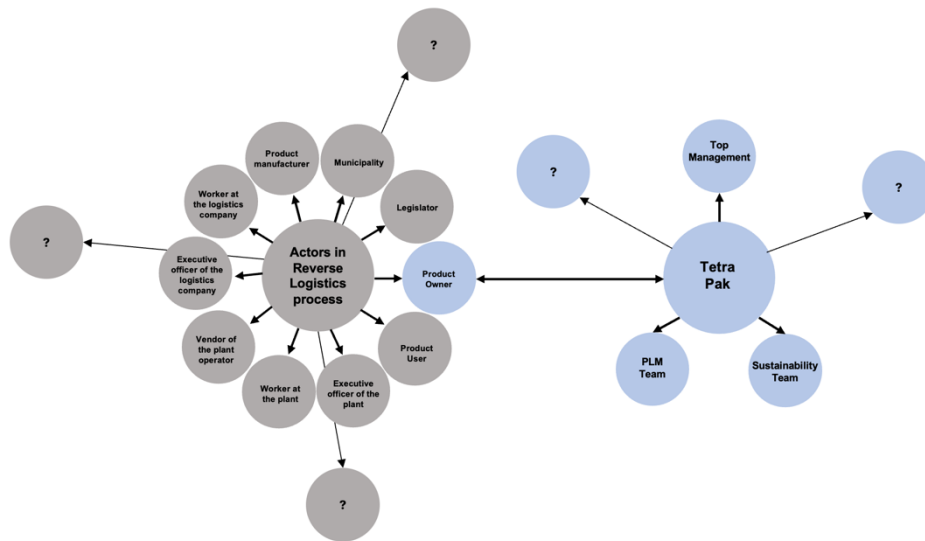 ?
Product
manufacturer
Municipality
Worker at
the logistics
company
Legislator
?
Executive
officer of the
logistics
company
Actors in
Reverse
Logistics
process
Product
Owner
Vendor of
the plant
operator
Product
User
Worker at
the plant
Executive
officer of the
plant
?
Top
Management
?
?
Tetra
Pak
PLM
Team
Sustainability
Team